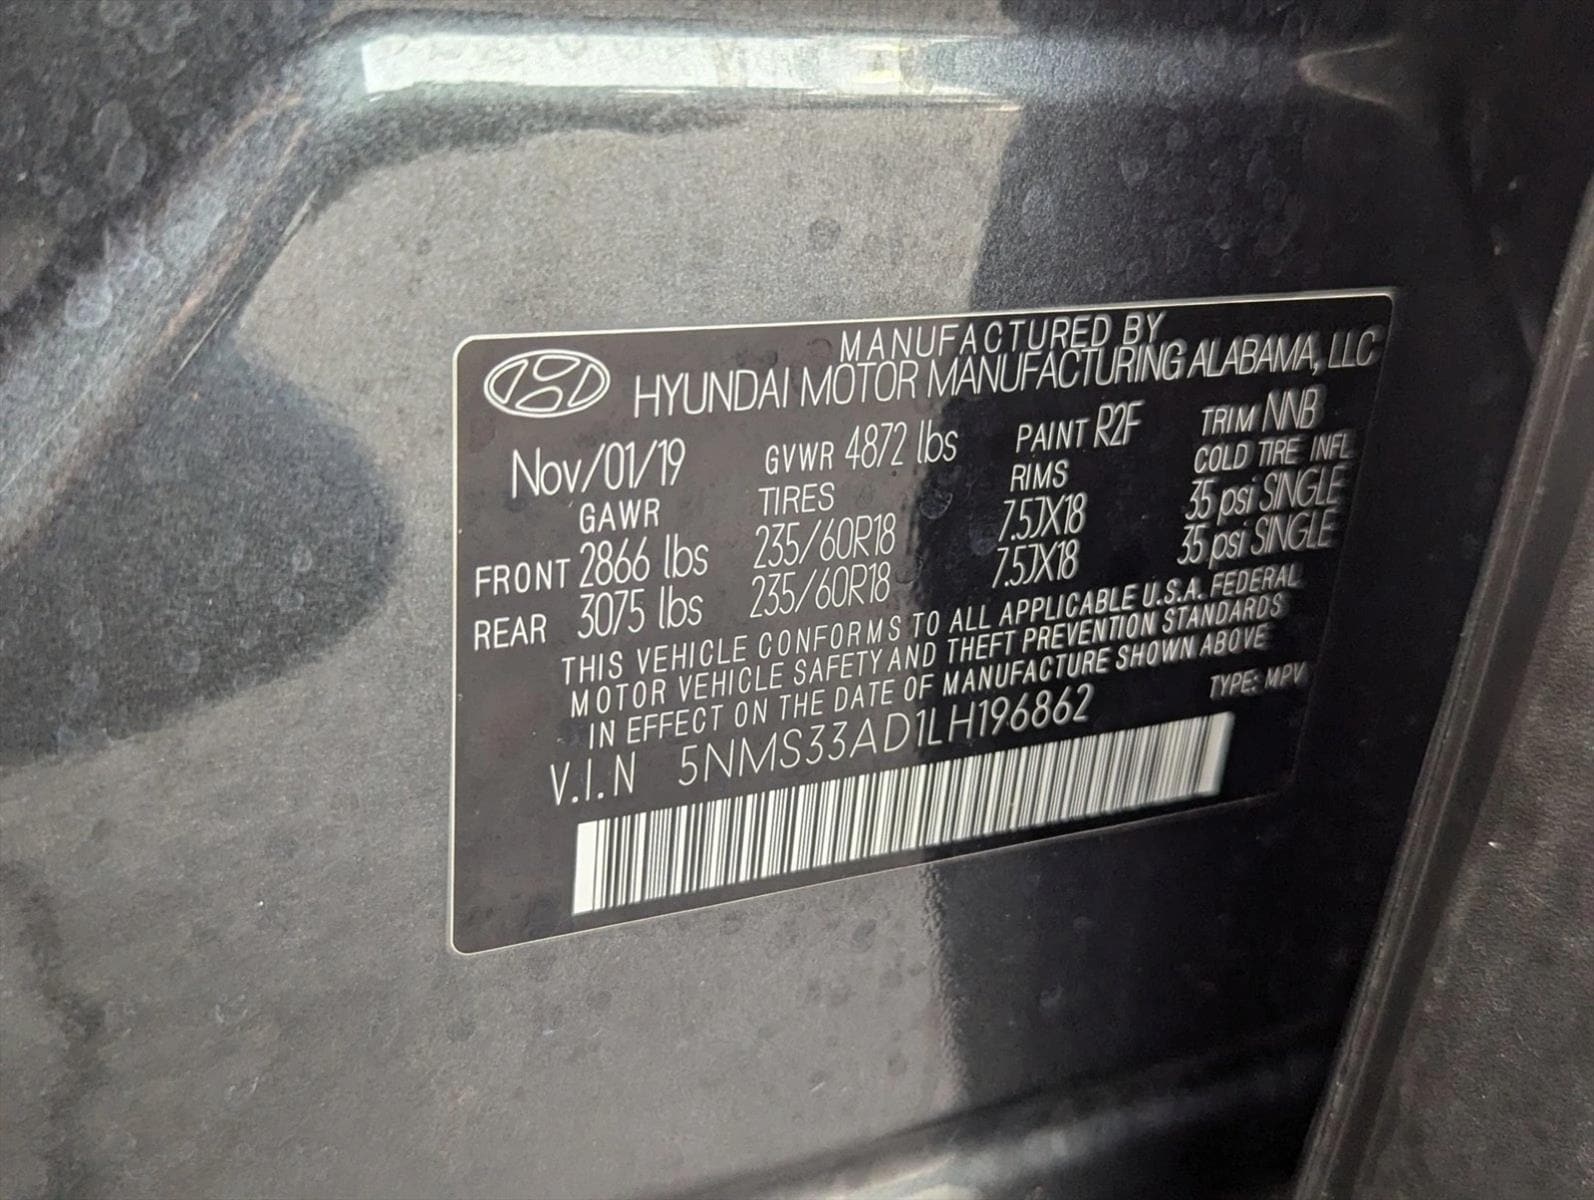 MANUFACTURED BY
HYUNDAI MOTOR MANUFACTURING ALABAMA, LLC
Nov/01/19 GVWR 4872 lbs PAINT R2F TRIM NNB
GAWR TIRES RIMS COLD TIRE INFL
FRONT 2866 lbs 235/60R18 7.5JX18 35 psi SINGLE
REAR 3075 lbs 235/60R18 7.5JX18 35 psi SINGLE
THIS VEHICLE CONFORMS TO ALL APPLICABLE U.S.A. FEDERAL
MOTOR VEHICLE SAFETY AND THEFT PREVENTION STANDARDS
IN EFFECT ON THE DATE OF MANUFACTURE SHOWN ABOVE
V.I.N 5NMS33AD1LH196862 TYPE: MPV